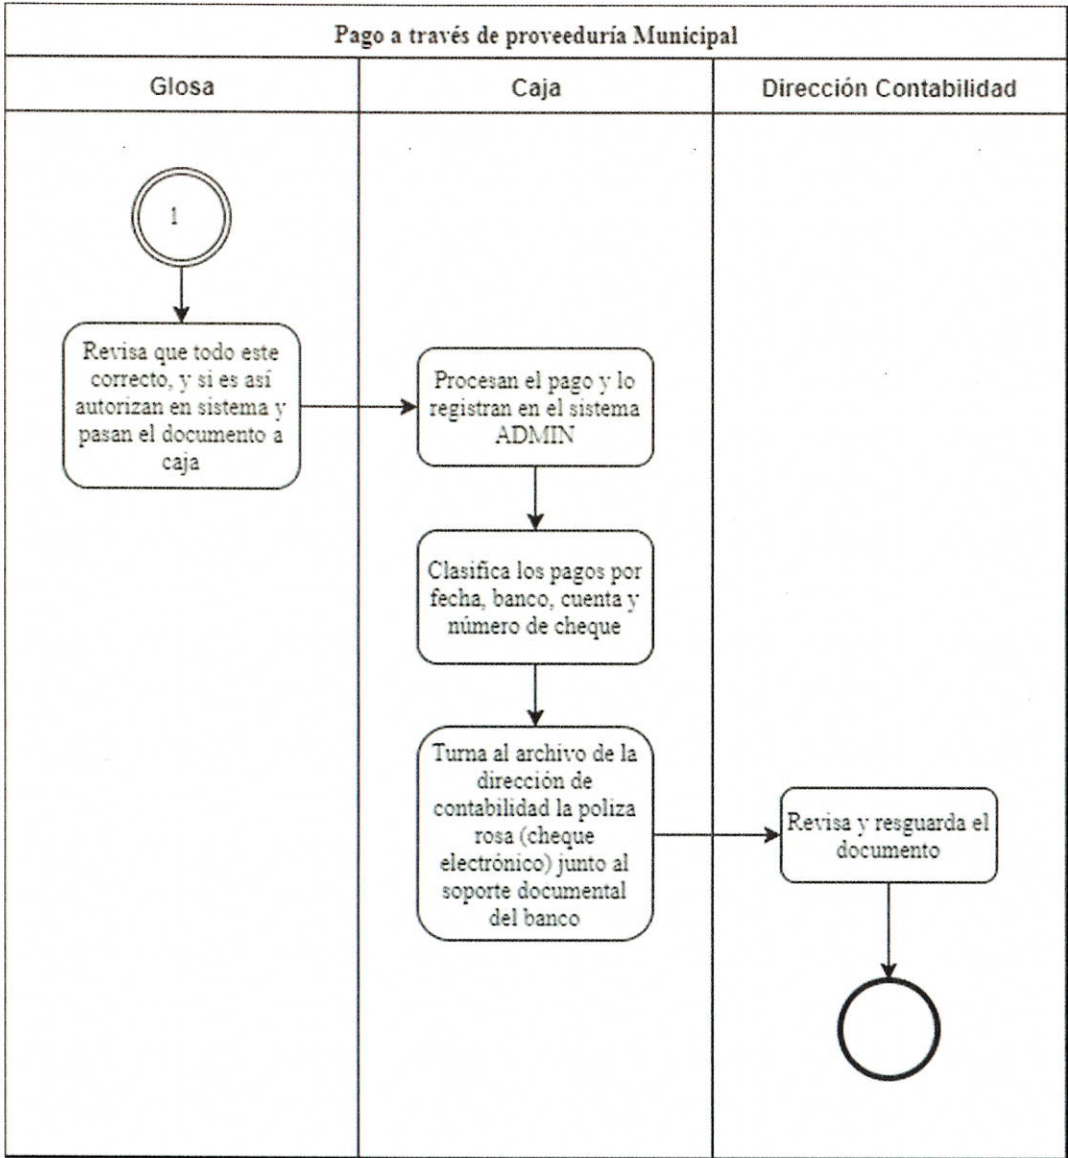 Pago a través de proveeduría Municipal
Glosa
Caja
Dirección Contabilidad
1
Revisa que todo este
correcto, y si es así
autorizan en sistema y
pasan el documento a
caja
Procesan el pago y lo
registran en el sistema
ADMIN
Clasifica los pagos por
fecha, banco, cuenta y
número de cheque
Turna al archivo de la
dirección de
contabilidad la poliza
rosa (cheque
electrónico) junto al
soporte documental
del banco
Revisa y resguarda el
documento